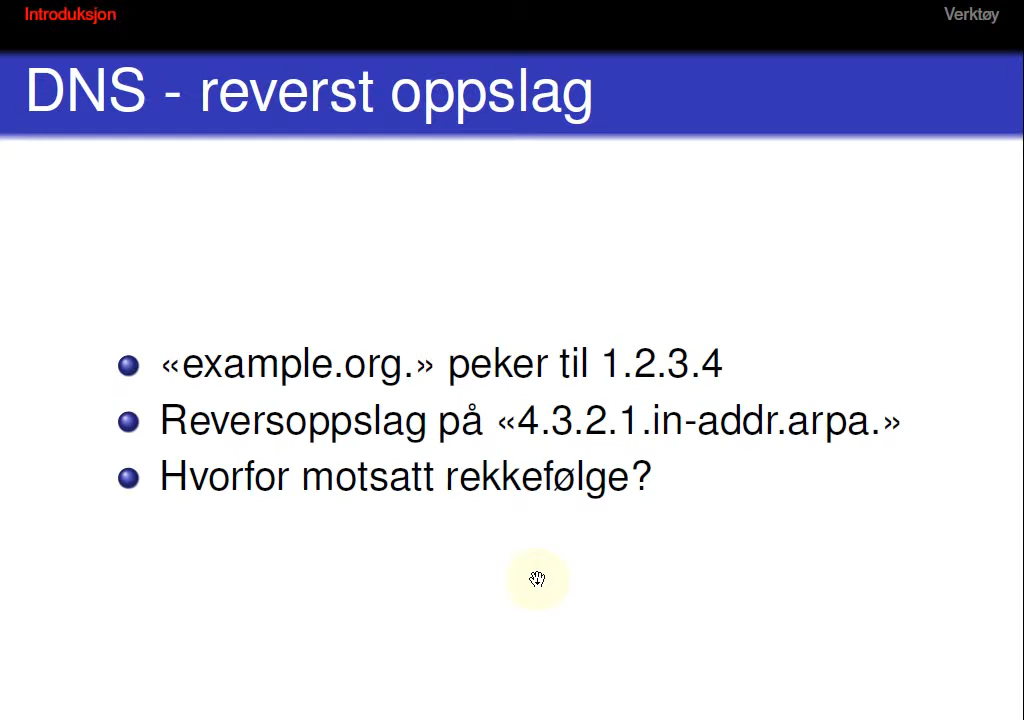 Introduksjon
Verktøy
DNS - reverst oppslag
«example.org.» peker til 1.2.3.4
Reversoppslag på «4.3.2.1.in-addr.arpa.»
Hvorfor motsatt rekkefølge?